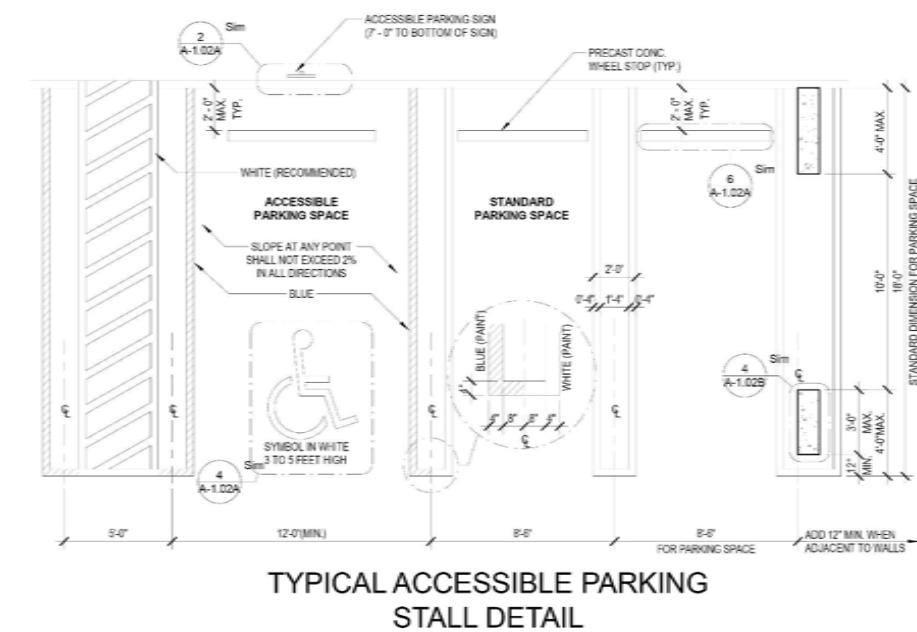 2
A-1.02A
Sim
ACCESSIBLE PARKING SIGN
(7'- 0" TO BOTTOM OF SIGN)
PRECAST CONC.
WHEEL STOP (TYP.)
2'- 0"
MAX.
TYP.
2'- 0"
MAX.
TYP.
4'-0" MAX.
WHITE (RECOMMENDED)
6
A-1.02A
Sim
ACCESSIBLE
PARKING SPACE
STANDARD
PARKING SPACE
SLOPE AT ANY POINT
SHALL NOT EXCEED 2%
IN ALL DIRECTIONS
BLUE
2'-0"
0'-4"
1'-4"
0'-4"
10'-0"
18'-0"
STANDARD DIMENSION FOR PARKING SPACE
BLUE (PAINT)
WHITE (PAINT)
4"
4"
8"
8"
4"
4
A-1.02B
Sim
3'-0"
MAX.
4'-0"MAX.
12"
MIN.
SYMBOL IN WHITE
3 TO 5 FEET HIGH
4
A-1.02A
Sim
5'-0"
12'-0"(MIN.)
8'-6"
8'-6"
FOR PARKING SPACE
ADD 12" MIN. WHEN
ADJACENT TO WALLS
TYPICAL ACCESSIBLE PARKING
STALL DETAIL